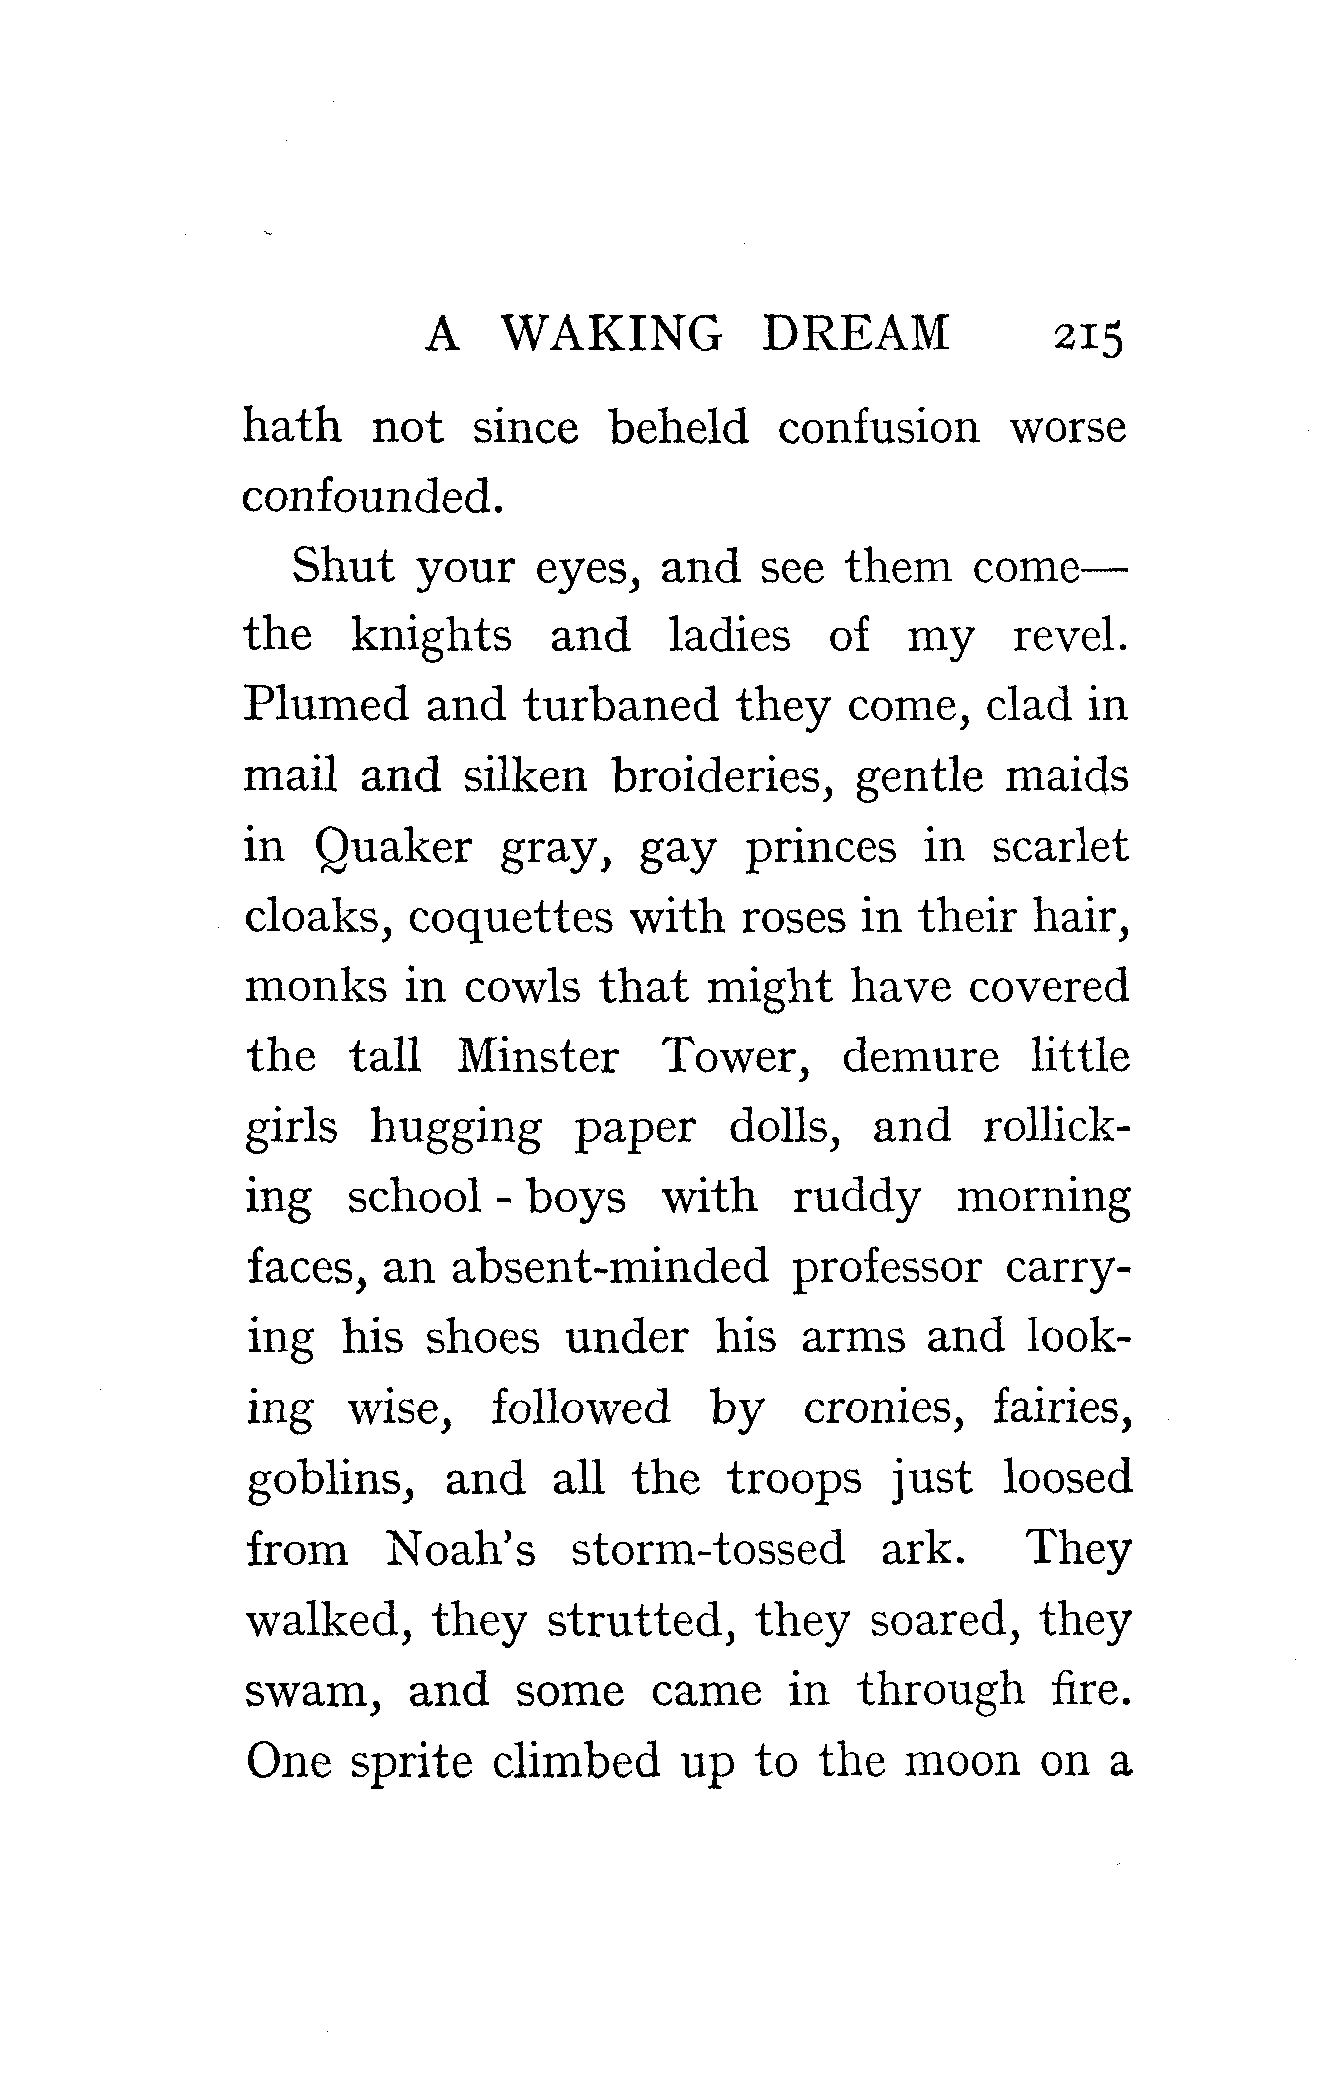 A WAKING DREAM 215
hath not since beheld confusion worse
confounded.
Shut your eyes, and see them come—
the knights and ladies of my revel.
Plumed and turbaned they come, clad in
mail and silken broideries, gentle maids
in Quaker gray, gay princes in scarlet
cloaks, coquettes with roses in their hair,
monks in cowls that might have covered
the tall Minster Tower, demure little
girls hugging paper dolls, and rollick-
ing school-boys with ruddy morning
faces, an absent-minded professor carry-
ing his shoes under his arms and look-
ing wise, followed by cronies, fairies,
goblins, and all the troops just loosed
from Noah's storm-tossed ark. They
walked, they strutted, they soared, they
swam, and some came in through fire.
One sprite climbed up to the moon on a